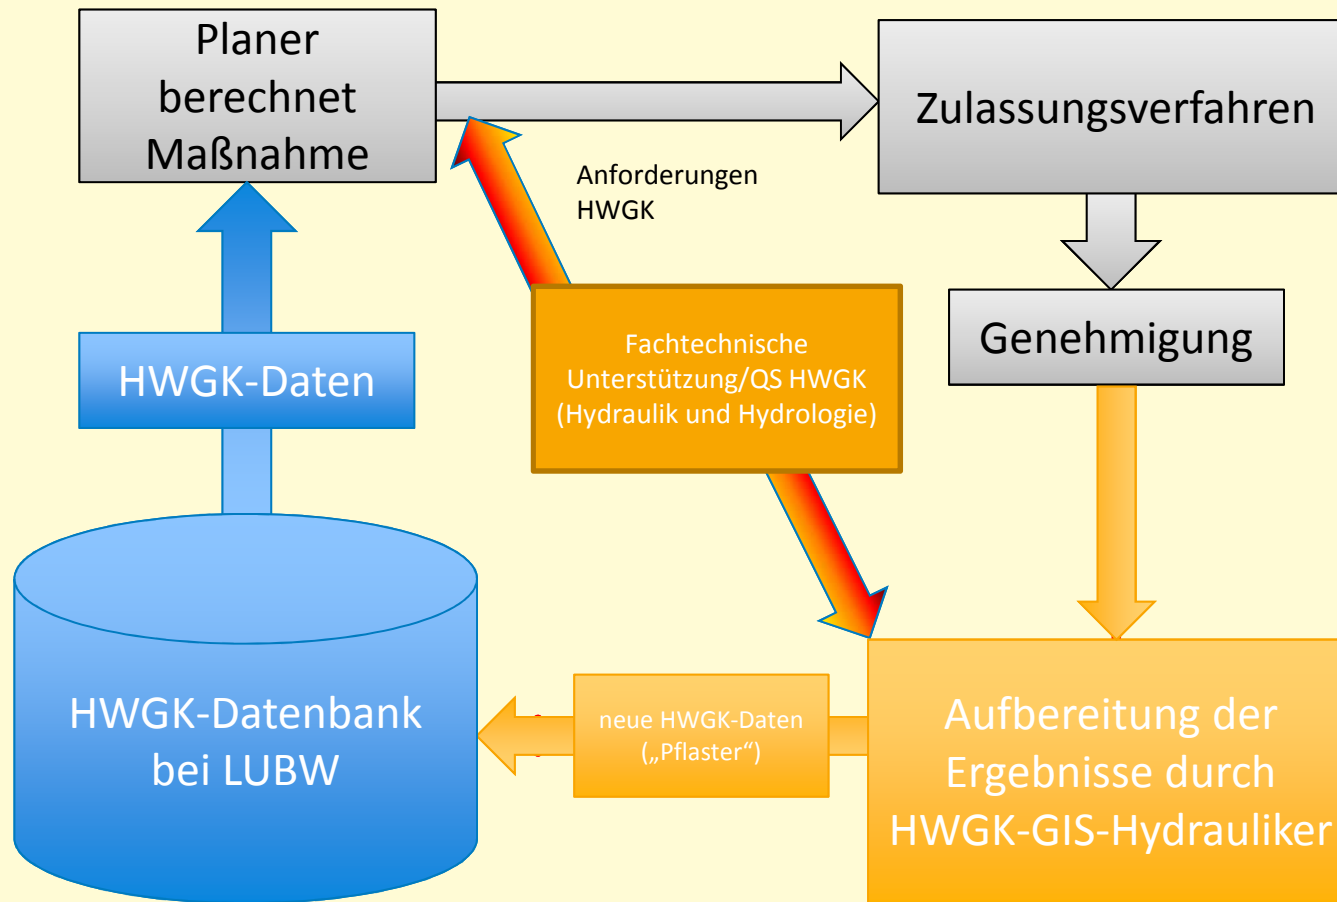 Planer
berechnet
Maßnahme
Zulassungsverfahren
Anforderungen
HWGK
Fachtechnische
Unterstützung/QS HWGK
(Hydraulik und Hydrologie)
Genehmigung
HWGK-Daten
HWGK-Datenbank
bei LUBW
neue HWGK-Daten
(„Pflaster“)
Aufbereitung der
Ergebnisse durch
HWGK-GIS-Hydrauliker